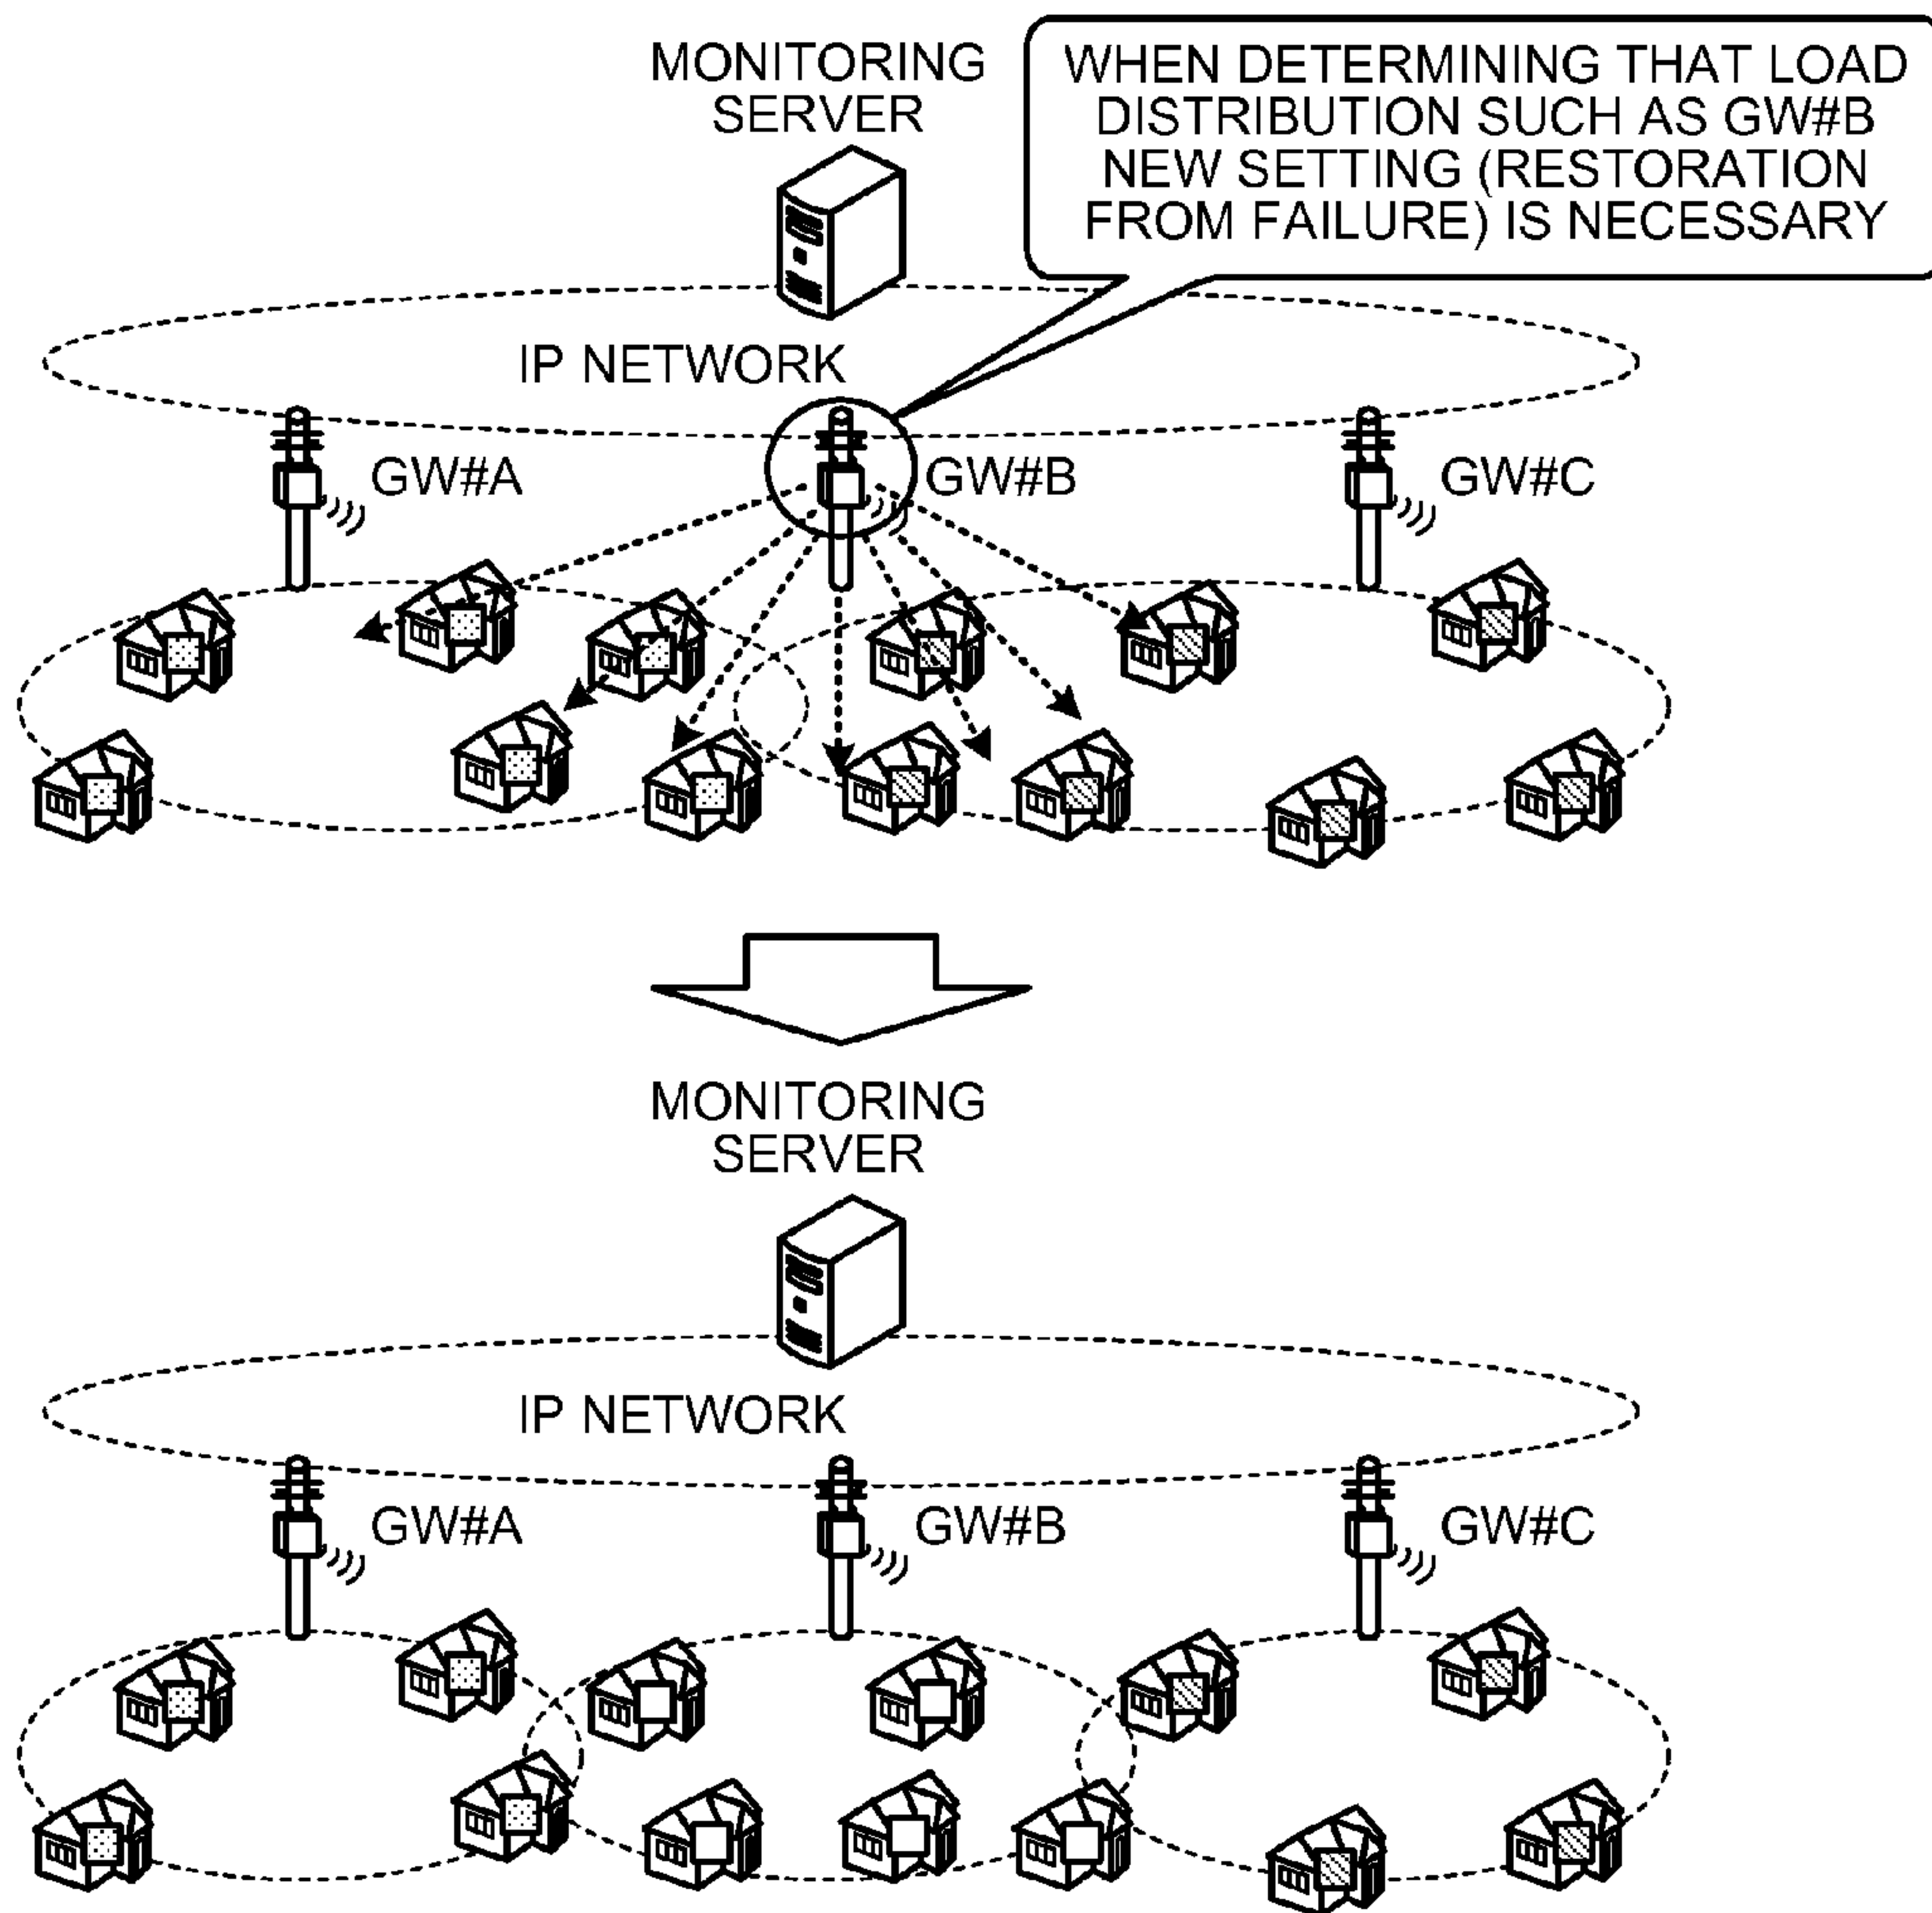 MONITORING
SERVER
WHEN DETERMINING THAT LOAD
DISTRIBUTION SUCH AS GW#B
NEW SETTING (RESTORATION
FROM FAILURE) IS NECESSARY
IP NETWORK
GW#A
GW#B
GW#C
MONITORING
SERVER
IP NETWORK
GW#A
GW#B
GW#C